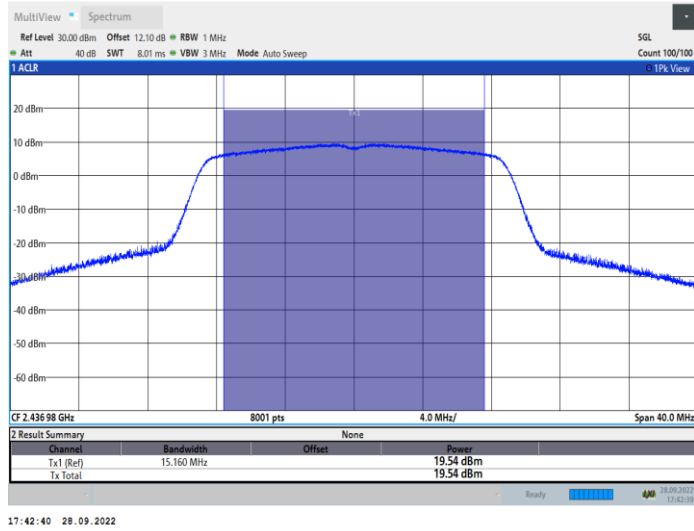 MultiView Spectrum
Ref Level 30.00 dBm Offset 12.10 dB RBW 1 MHz SGL
Att 40 dB SWT 8.01 ms VBW 3 MHz Mode Auto Sweep Count 100/100
1 ACLR 1Pk View
Tx1
20 dBm
10 dBm
0 dBm
-10 dBm
-20 dBm
-30 dBm
-40 dBm
-50 dBm
-60 dBm
CF 2.436 98 GHz 8001 pts 4.0 MHz/ Span 40.0 MHz
2 Result Summary None
Channel Bandwidth Offset Power
Tx1 (Ref) 15.160 MHz 19.54 dBm
Tx Total 19.54 dBm
Ready 28.09.2022
17:42:39
17:42:40 28.09.2022